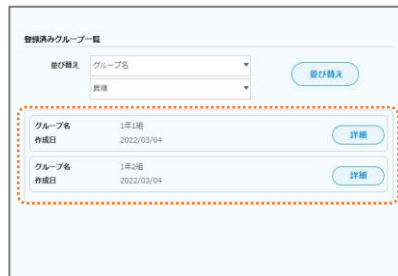 登録済みグループ一覧
並び替え グループ名 ▼ 並び替え
昇順 ▼
グループ名 1年1組
作成日 2022/03/04 詳細
グループ名 1年2組
作成日 2022/03/04 詳細